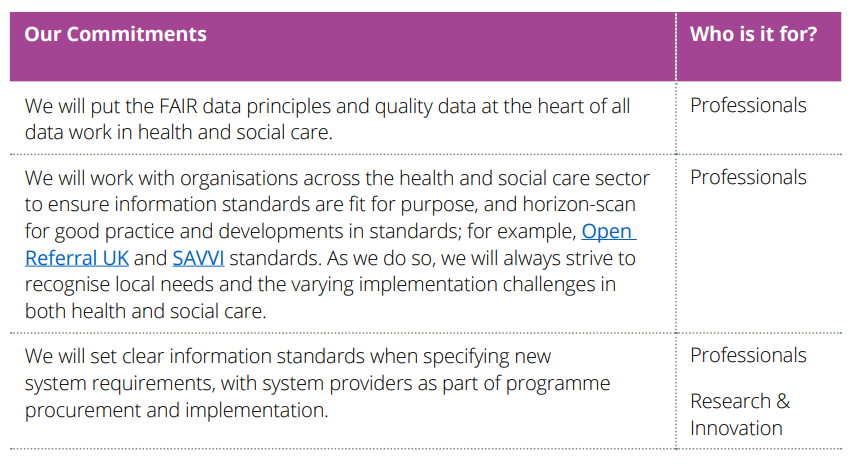 Our Commitments
Who is it for?
We will put the FAIR data principles and quality data at the heart of all
data work in health and social care.
Professionals
We will work with organisations across the health and social care sector
to ensure information standards are fit for purpose, and horizon-scan
for good practice and developments in standards; for example, Open
Referral UK and SAVVI standards. As we do so, we will always strive to
recognise local needs and the varying implementation challenges in
both health and social care.
Professionals
We will set clear information standards when specifying new
system requirements, with system providers as part of programme
procurement and implementation.
Professionals
Research &
Innovation